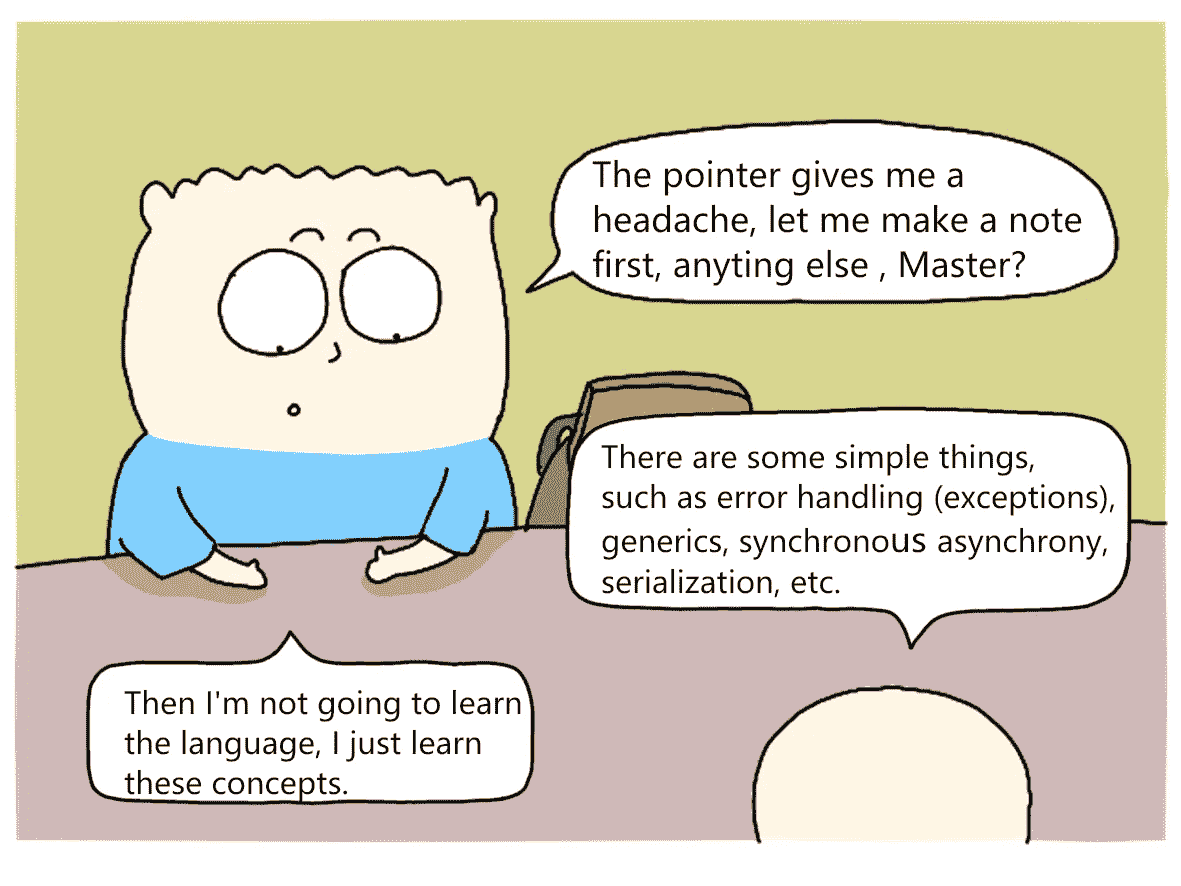 The pointer gives me a
headache, let me make a note
first, anyting else , Master?
There are some simple things,
such as error handling (exceptions),
generics, synchronous asynchrony,
serialization, etc.
Then I'm not going to learn
the language, I just learn
these concepts.